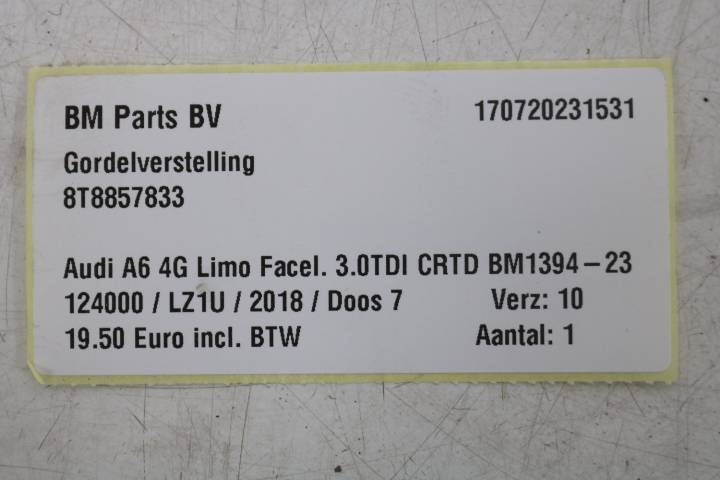 BM Parts BV 170720231531
Gordelverstelling
8T8857833
Audi A6 4G Limo Facel. 3.0TDI CRTD BM1394-23
124000 / LZ1U / 2018 / Doos 7 Verz: 10
19.50 Euro incl. BTW Aantal: 1